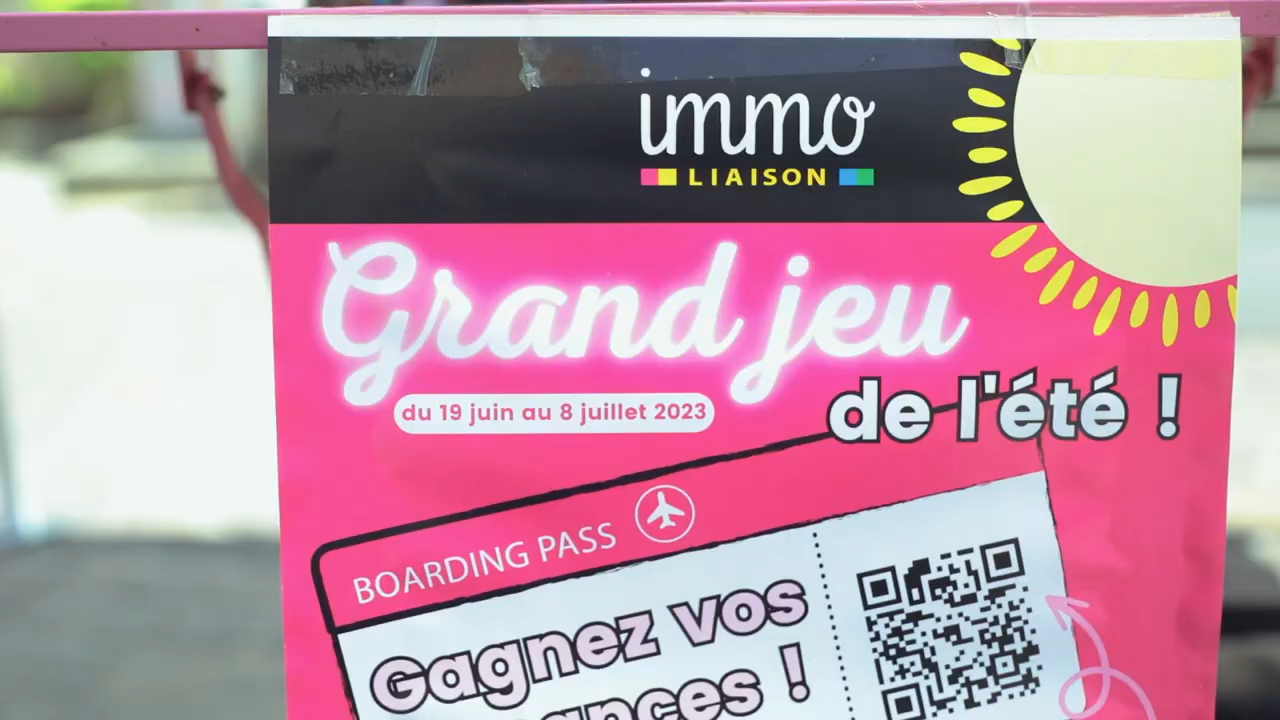 immo
LIAISON
Grand jeu
de l'été !
du 19 juin au 8 juillet 2023
BOARDING PASS
Gagnez vos